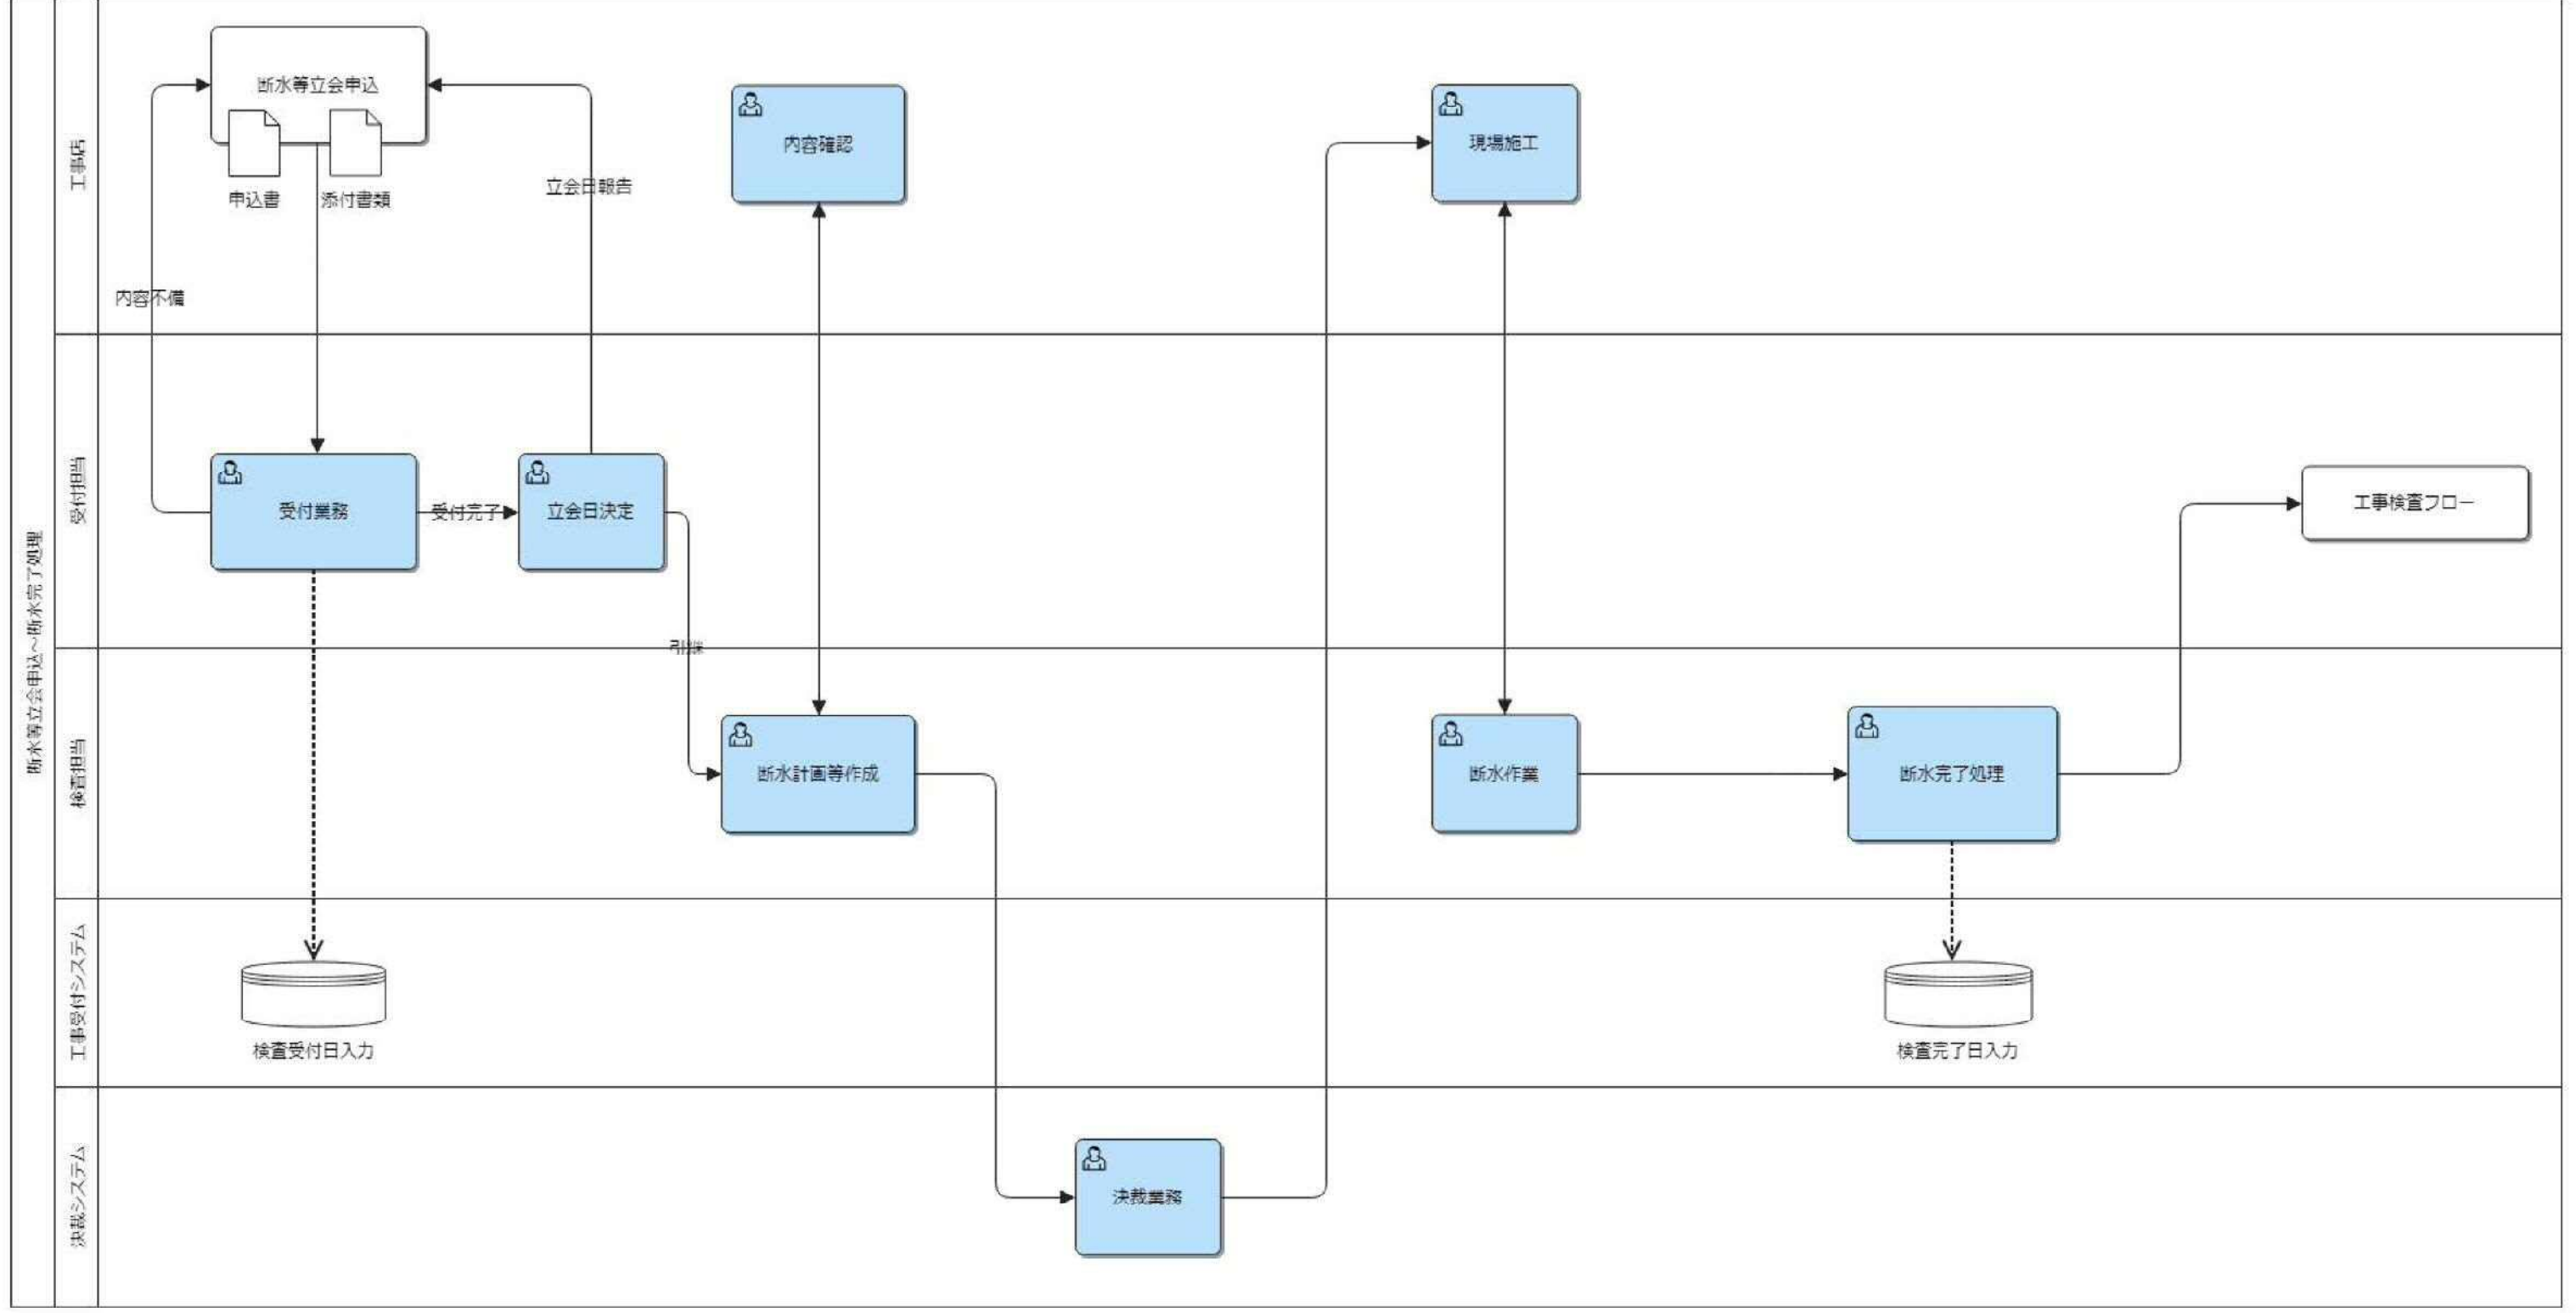 断水等立会申込～断水完了処理
工事店
断水等立会申込
申込書
添付書類
立会日報告
内容不備
内容確認
現場施工
受付担当
受付業務
受付完了
立会日決定
引継
工事検査フロー
検査担当
断水計画等作成
断水作業
断水完了処理
工事受付システム
検査受付日入力
検査完了日入力
決裁システム
決裁業務